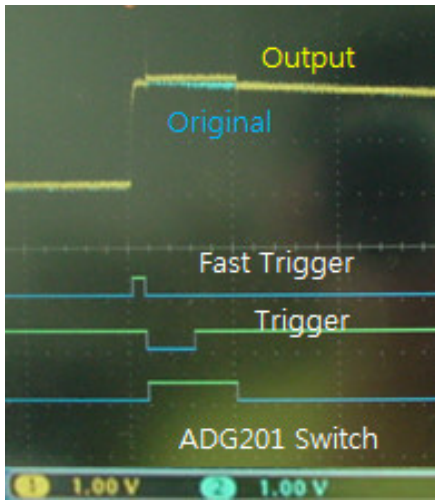 Output
Original
Fast Trigger
Trigger
ADG201 Switch
1 1.00 V 2 1.00 V